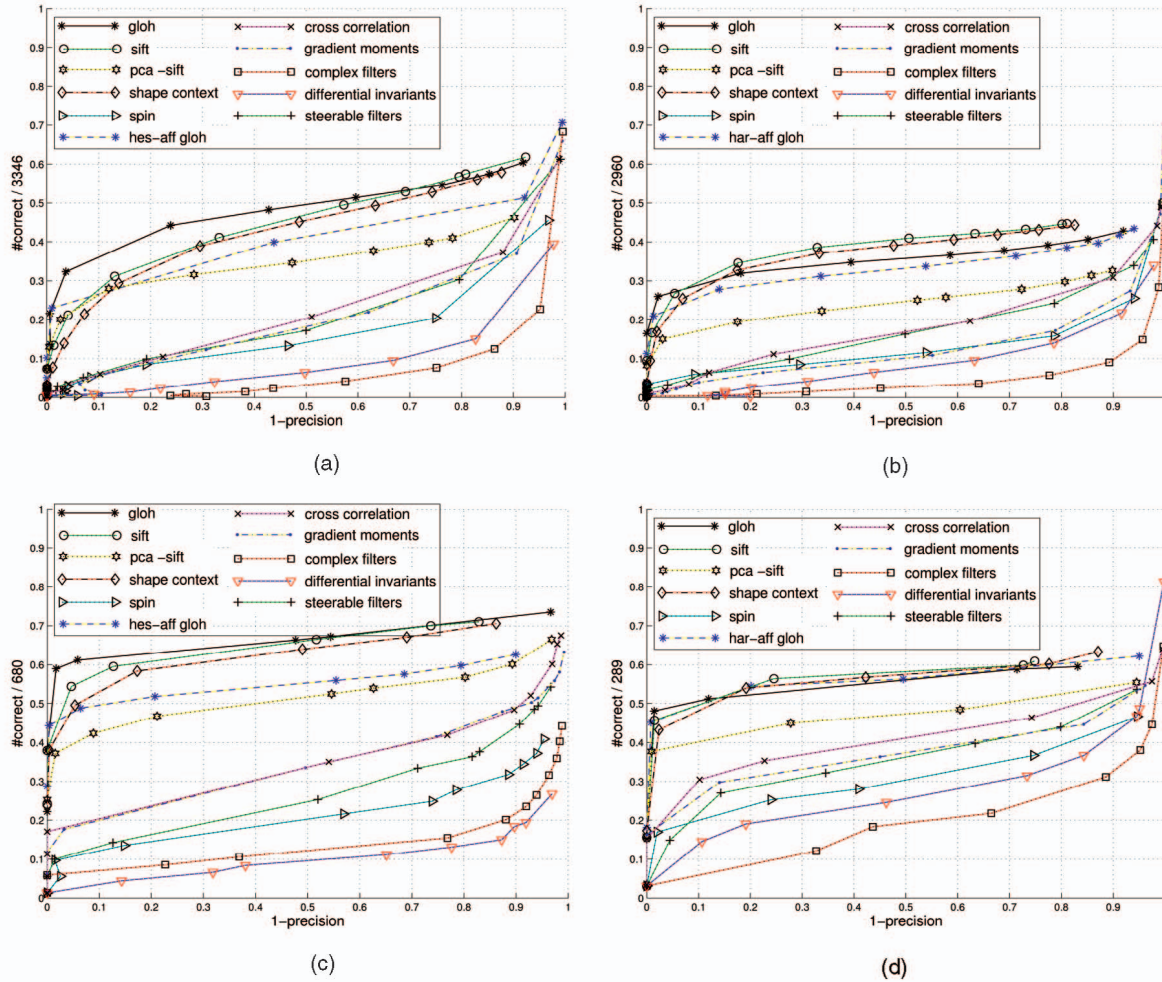 gloh
sift
pca -sift
shape context
spin
hes-aff gloh
cross correlation
gradient moments
complex filters
differential invariants
steerable filters
1
0.9
0.8
0.7
0.6
0.5
0.4
0.3
0.2
0.1
0
#correct / 3346
0 0.1 0.2 0.3 0.4 0.5 0.6 0.7 0.8 0.9 1
1-precision
(a)
gloh
sift
pca -sift
shape context
spin
har-aff gloh
cross correlation
gradient moments
complex filters
differential invariants
steerable filters
1
0.9
0.8
0.7
0.6
0.5
0.4
0.3
0.2
0.1
0
#correct / 2960
0 0.1 0.2 0.3 0.4 0.5 0.6 0.7 0.8 0.9
1-precision
(b)
gloh
sift
pca -sift
shape context
spin
hes-aff gloh
cross correlation
gradient moments
complex filters
differential invariants
steerable filters
1
0.9
0.8
0.7
0.6
0.5
0.4
0.3
0.2
0.1
0
#correct / 680
0 0.1 0.2 0.3 0.4 0.5 0.6 0.7 0.8 0.9 1
1-precision
(c)
gloh
sift
pca -sift
shape context
spin
har-aff gloh
cross correlation
gradient moments
complex filters
differential invariants
steerable filters
1
0.9
0.8
0.7
0.6
0.5
0.4
0.3
0.2
0.1
0
#correct / 289
0 0.1 0.2 0.3 0.4 0.5 0.6 0.7 0.8 0.9
1-precision
(d)